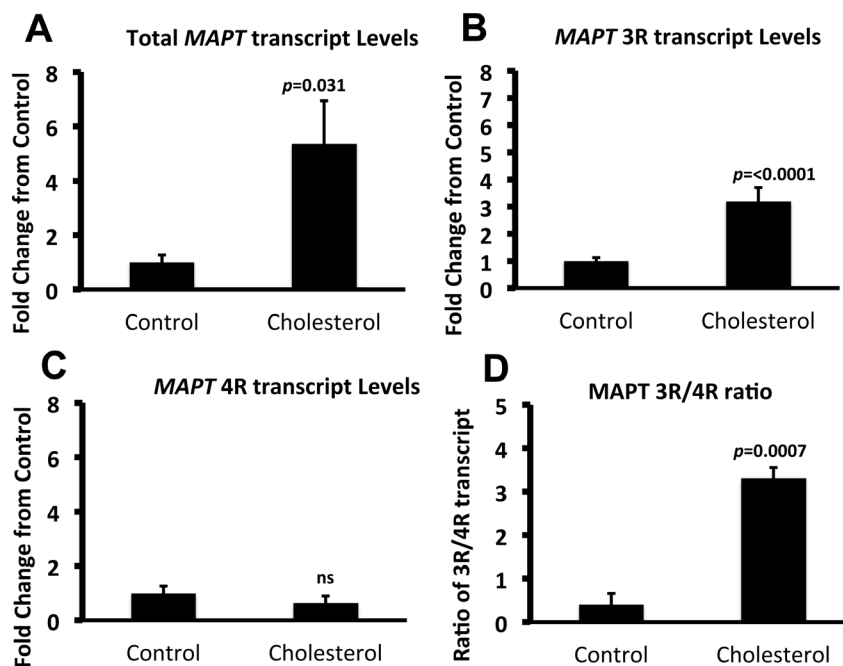 A
Total MAPT transcript Levels
Fold Change from Control
8
6
4
2
0
p=0.031
Control
Cholesterol
B
MAPT 3R transcript Levels
Fold Change from Control
8
7
6
5
4
3
2
1
0
p=<0.0001
Control
Cholesterol
C
MAPT 4R transcript Levels
Fold Change from Control
8
6
4
2
0
ns
Control
Cholesterol
D
MAPT 3R/4R ratio
Ratio of 3R/4R transcript
5
4
3
2
1
0
p=0.0007
Control
Cholesterol